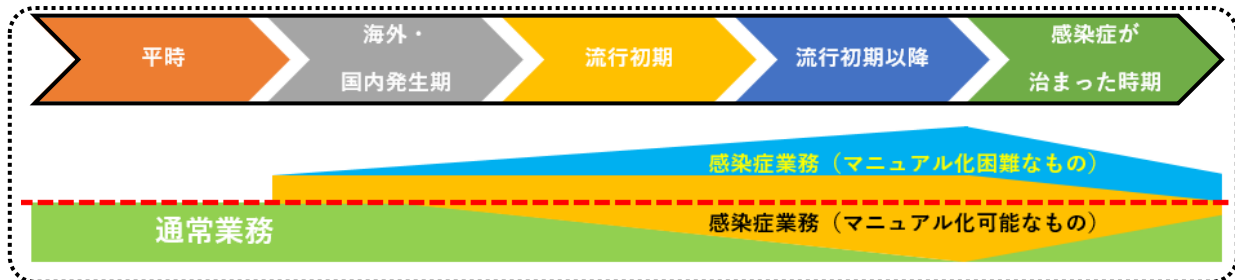 平時
海外・
国内発生期
流行初期
流行初期以降
感染症が
治まった時期
感染症業務（マニュアル化困難なもの）
通常業務
感染症業務（マニュアル化可能なもの）